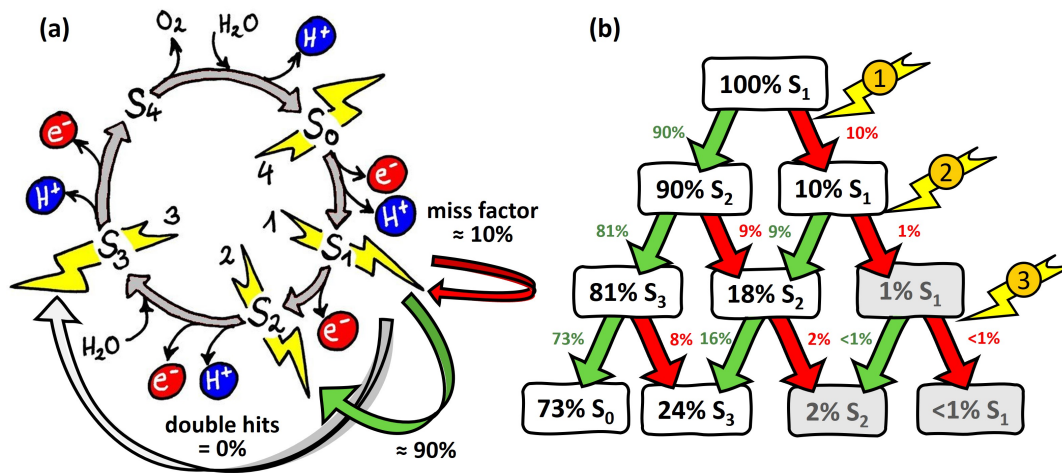 (a)
O₂
H₂O
H⁺
S₄
S₀
e⁻
4
e⁻
H⁺
H⁺
3
1
miss factor
≈ 10%
S₃
S₁
2
S₂
e⁻
H₂O
e⁻
H⁺
double hits
= 0%
≈ 90%
(b)
100% S₁
1
90%
10%
90% S₂
10% S₁
2
81%
9%
9%
1%
81% S₃
18% S₂
1% S₁
3
73%
8%
16%
2%
<1%
<1%
73% S₀
24% S₃
2% S₂
<1% S₁